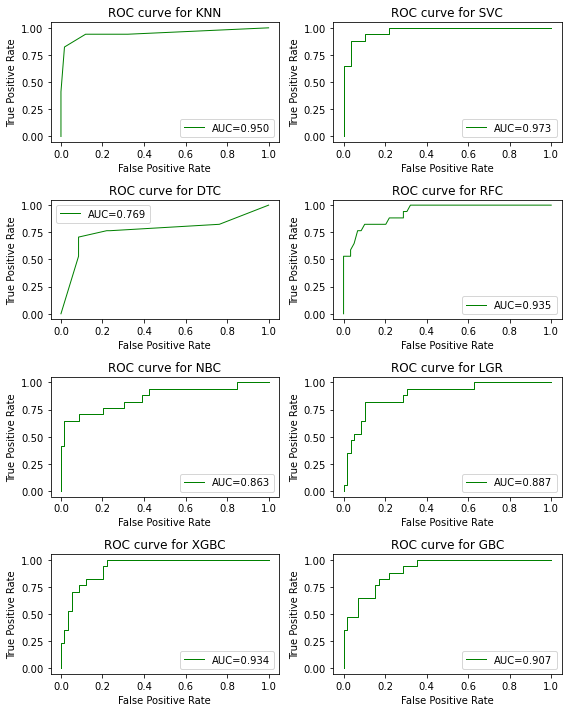 ROC curve for KNN
True Positive Rate
1.00
0.75
0.50
0.25
0.00
AUC=0.950
0.0 0.2 0.4 0.6 0.8 1.0
False Positive Rate
ROC curve for SVC
True Positive Rate
1.00
0.75
0.50
0.25
0.00
AUC=0.973
0.0 0.2 0.4 0.6 0.8 1.0
False Positive Rate
ROC curve for DTC
True Positive Rate
1.00
0.75
0.50
0.25
0.00
AUC=0.769
0.0 0.2 0.4 0.6 0.8 1.0
False Positive Rate
ROC curve for RFC
True Positive Rate
1.00
0.75
0.50
0.25
0.00
AUC=0.935
0.0 0.2 0.4 0.6 0.8 1.0
False Positive Rate
ROC curve for NBC
True Positive Rate
1.00
0.75
0.50
0.25
0.00
AUC=0.863
0.0 0.2 0.4 0.6 0.8 1.0
False Positive Rate
ROC curve for LGR
True Positive Rate
1.00
0.75
0.50
0.25
0.00
AUC=0.887
0.0 0.2 0.4 0.6 0.8 1.0
False Positive Rate
ROC curve for XGBC
True Positive Rate
1.00
0.75
0.50
0.25
0.00
AUC=0.934
0.0 0.2 0.4 0.6 0.8 1.0
False Positive Rate
ROC curve for GBC
True Positive Rate
1.00
0.75
0.50
0.25
0.00
AUC=0.907
0.0 0.2 0.4 0.6 0.8 1.0
False Positive Rate